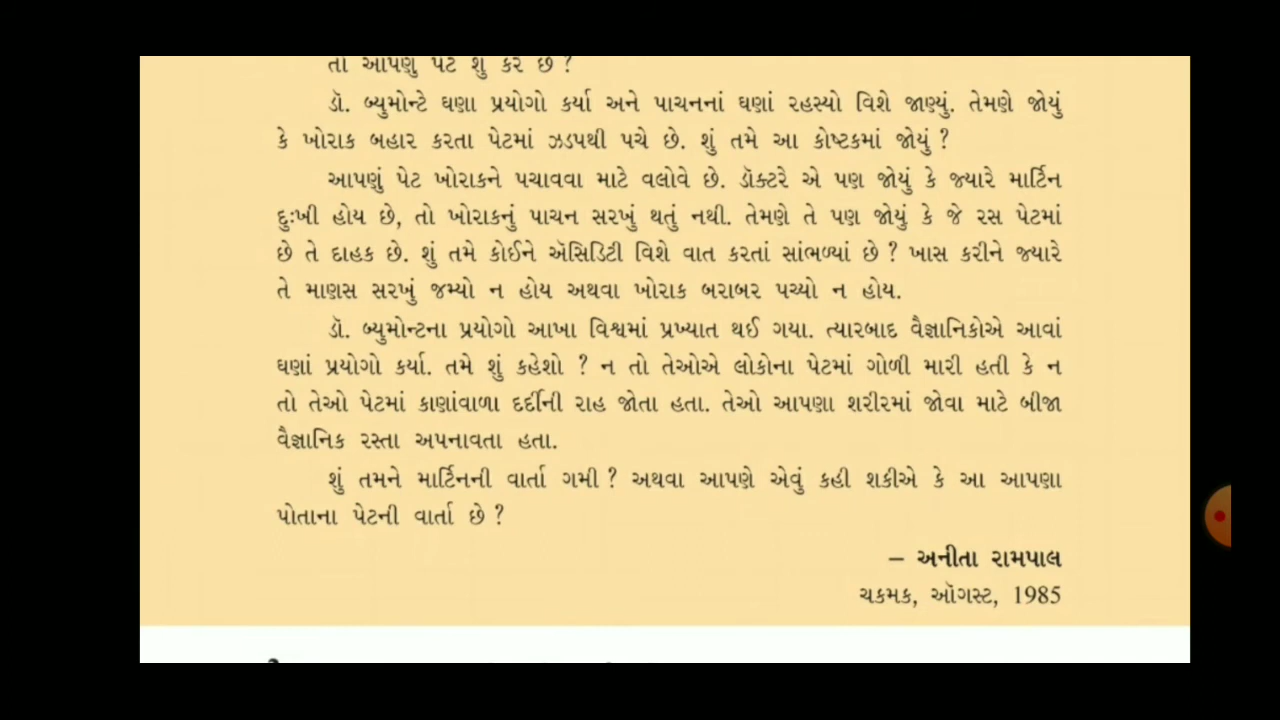 તો આપણું પેટ શું કરે છે ?
ડૉ. બ્યુમોન્ટે ઘણા પ્રયોગો કર્યા અને પાચનનાં ઘણાં રહસ્યો વિશે જાણ્યું. તેમણે જોયું
કે ખોરાક બહાર કરતા પેટમાં ઝડપથી પચે છે. શું તમે આ કોષ્ટકમાં જોયું ?
આપણું પેટ ખોરાકને પચાવવા માટે વલોવે છે. ડૉક્ટરે એ પણ જોયું કે જ્યારે માર્ટિન
દુઃખી હોય છે, તો ખોરાકનું પાચન સરખું થતું નથી. તેમણે તે પણ જોયું કે જે રસ પેટમાં
છે તે દાહક છે. શું તમે કોઈને ઍસિડિટી વિશે વાત કરતાં સાંભળ્યાં છે ? ખાસ કરીને જ્યારે
તે માણસ સરખું જમ્યો ન હોય અથવા ખોરાક બરાબર પચ્યો ન હોય.
ડૉ. બ્યુમોન્ટના પ્રયોગો આખા વિશ્વમાં પ્રખ્યાત થઈ ગયા. ત્યારબાદ વૈજ્ઞાનિકોએ આવાં
ઘણાં પ્રયોગો કર્યા. તમે શું કહેશો ? ન તો તેઓએ લોકોના પેટમાં ગોળી મારી હતી કે ન
તો તેઓ પેટમાં કાણાંવાળા દર્દીની રાહ જોતા હતા. તેઓ આપણા શરીરમાં જોવા માટે બીજા
વૈજ્ઞાનિક રસ્તા અપનાવતા હતા.
શું તમને માર્ટિનની વાર્તા ગમી ? અથવા આપણે એવું કહી શકીએ કે આ આપણા
પોતાના પેટની વાર્તા છે ?
– અનીતા રામપાલ
ચકમક, ઑગસ્ટ, 1985